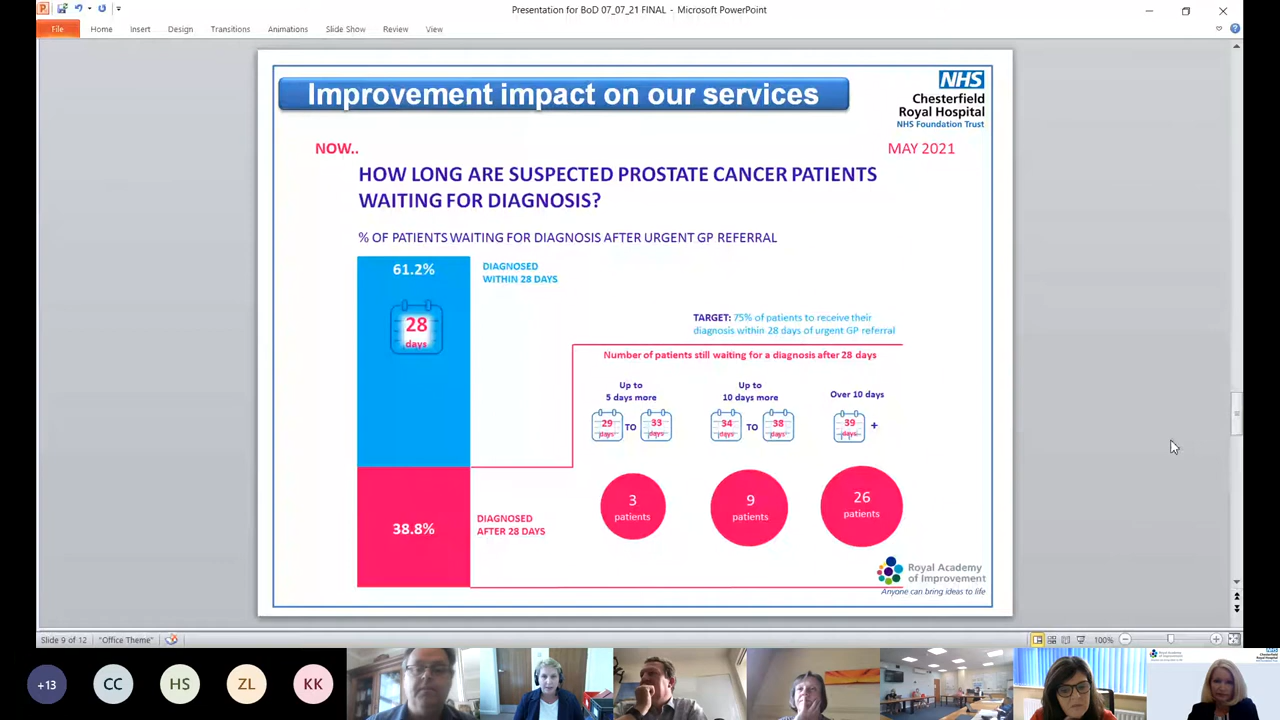 Presentation for BoD 07_07_21 FINAL - Microsoft PowerPoint
File Home Insert Design Transitions Animations Slide Show Review View
Improvement impact on our services
NHS
Chesterfield
Royal Hospital
NHS Foundation Trust
NOW..
MAY 2021
HOW LONG ARE SUSPECTED PROSTATE CANCER PATIENTS
WAITING FOR DIAGNOSIS?
% OF PATIENTS WAITING FOR DIAGNOSIS AFTER URGENT GP REFERRAL
61.2%
DIAGNOSED
WITHIN 28 DAYS
28
days
TARGET: 75% of patients to receive their
diagnosis within 28 days of urgent GP referral
Number of patients still waiting for a diagnosis after 28 days
Up to
5 days more
Up to
10 days more
Over 10 days
29
days
TO
33
days
34
days
TO
38
days
39
days
+
3
patients
9
patients
26
patients
38.8%
DIAGNOSED
AFTER 28 DAYS
Royal Academy
of Improvement
Anyone can bring ideas to life
Slide 9 of 12 "Office Theme" 100%
+13 CC HS ZL KK